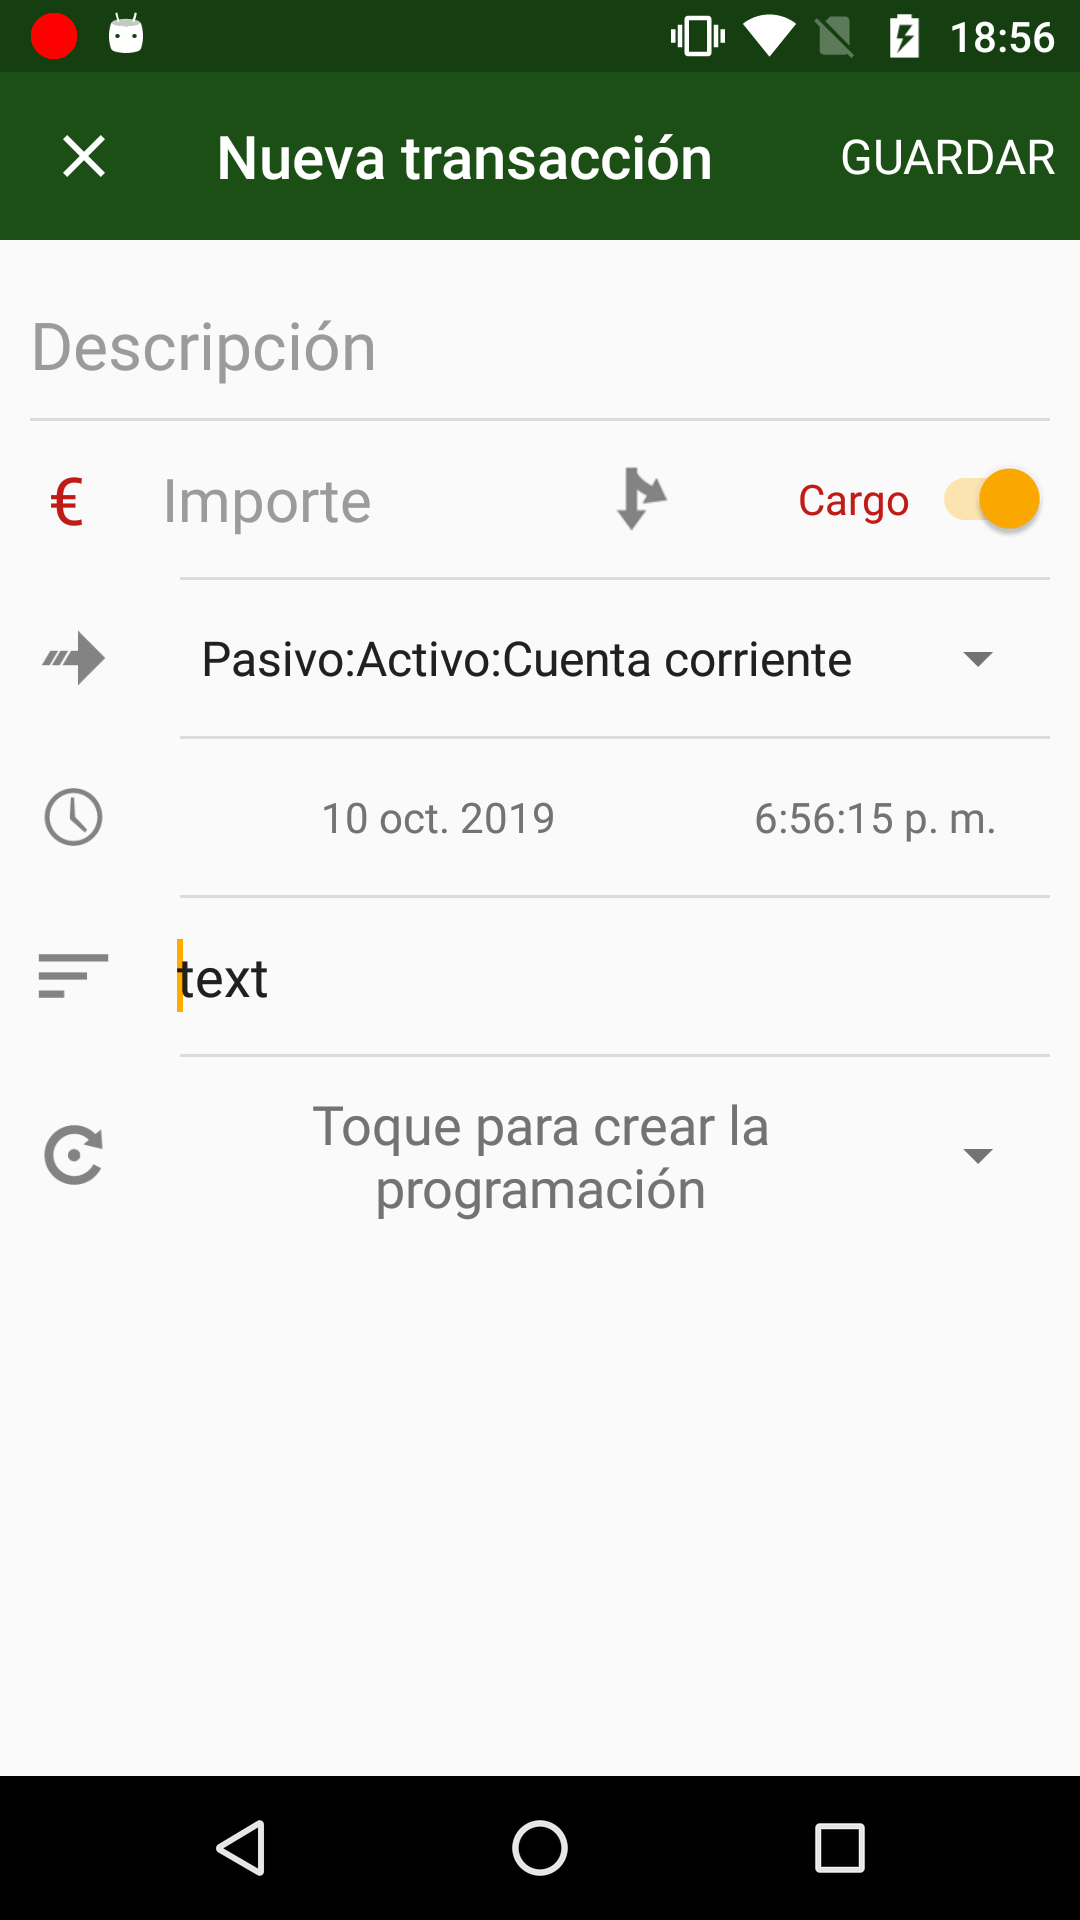 18:56
Nueva transacción GUARDAR
Descripción
€ Importe Cargo
Pasivo:Activo:Cuenta corriente
10 oct. 2019 6:56:15 p. m.
text
Toque para crear la
programación